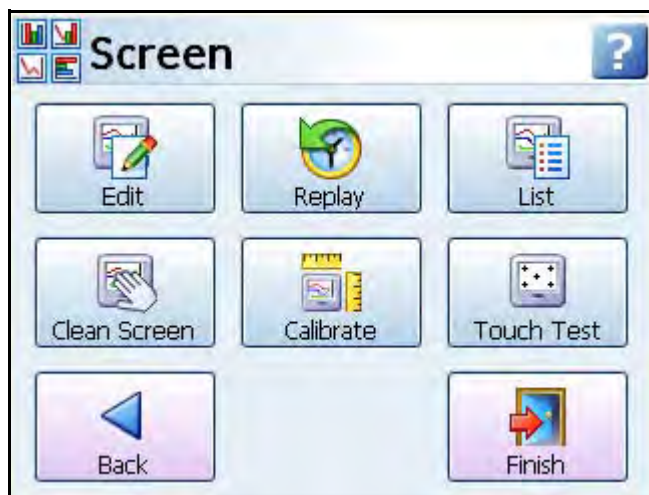 Screen ?
Edit Replay List
Clean Screen Calibrate Touch Test
Back Finish